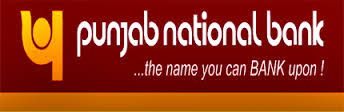 punjab national bank
...the name you can BANK upon !